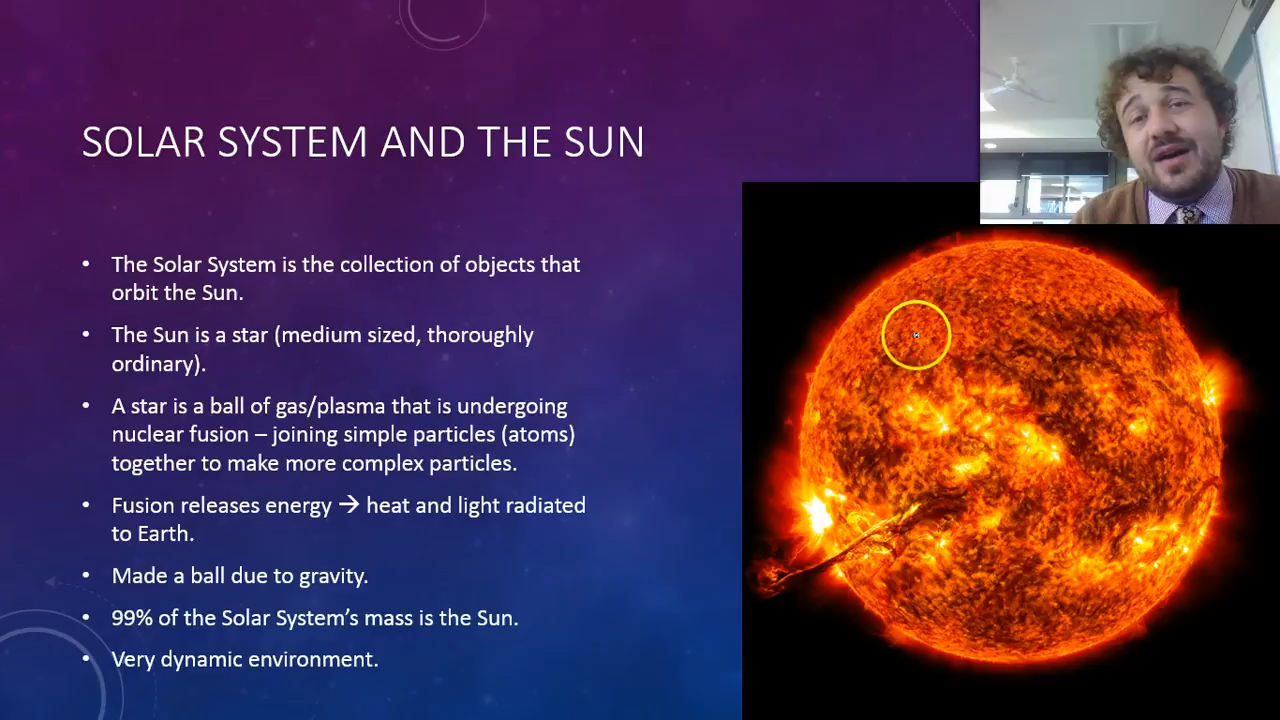 SOLAR SYSTEM AND THE SUN
• The Solar System is the collection of objects that
orbit the Sun.
• The Sun is a star (medium sized, thoroughly
ordinary).
• A star is a ball of gas/plasma that is undergoing
nuclear fusion – joining simple particles (atoms)
together to make more complex particles.
• Fusion releases energy → heat and light radiated
to Earth.
• Made a ball due to gravity.
• 99% of the Solar System’s mass is the Sun.
• Very dynamic environment.